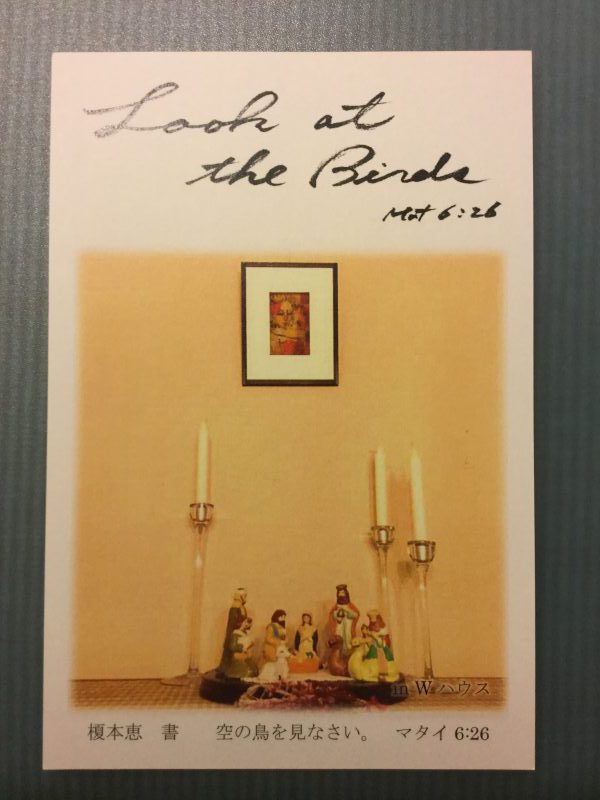 Look at
the Birds
Mat 6:26
in W ハウス
榎本恵　書　　空の鳥を見なさい。　マタイ 6:26